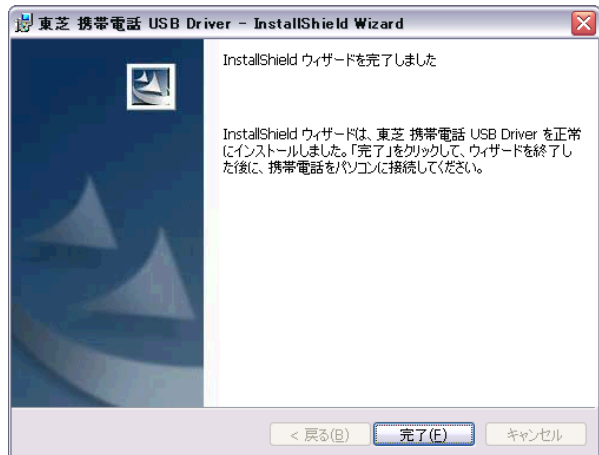 東芝 携帯電話 USB Driver - InstallShield Wizard
InstallShield ウィザードを完了しました
InstallShield ウィザードは、東芝 携帯電話 USB Driver を正常
にインストールしました。「完了」をクリックして、ウィザードを終了し
た後に、携帯電話をパソコンに接続してください。
< 戻る(B)
完了(F)
キャンセル